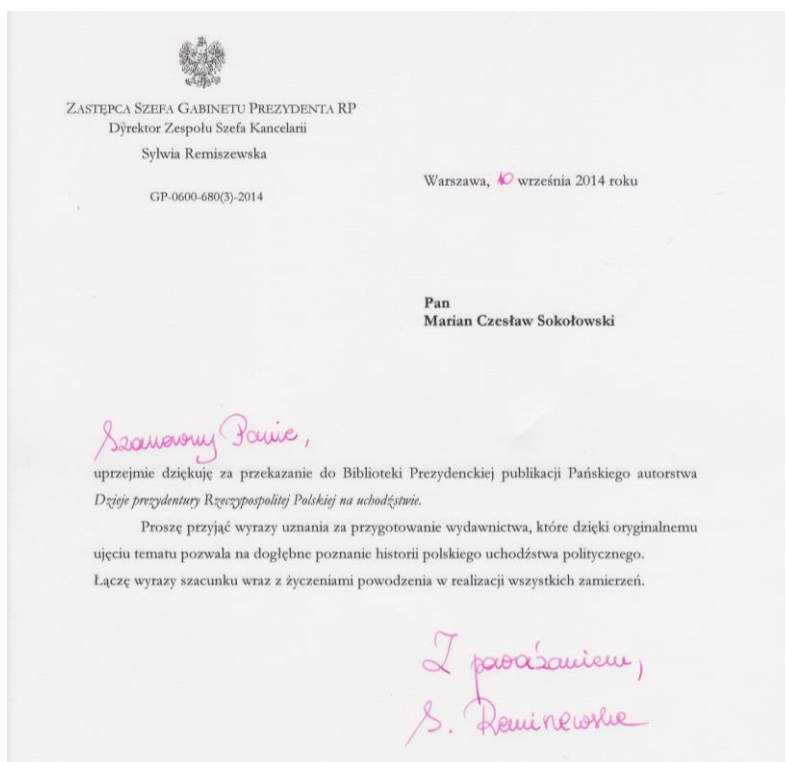 ZASTĘPCA SZEFA GABINETU PREZYDENTA RP
Dyrektor Zespołu Szefa Kancelarii
Sylwia Remiszewska
GP-0600-680(3)-2014
Warszawa, 10 września 2014 roku
Pan
Marian Czesław Sokołowski
Szanowny Panie,
uprzejmie dziękuję za przekazanie do Biblioteki Prezydenckiej publikacji Pańskiego autorstwa
Dzieje prezydentury Rzeczypospolitej Polskiej na uchodźstwie.
Proszę przyjąć wyrazy uznania za przygotowanie wydawnictwa, które dzięki oryginalnemu
ujęciu tematu pozwala na dogłębne poznanie historii polskiego uchodźstwa politycznego.
Łączę wyrazy szacunku wraz z życzeniami powodzenia w realizacji wszystkich zamierzeń.
Z poważaniem,
S. Remiszewska